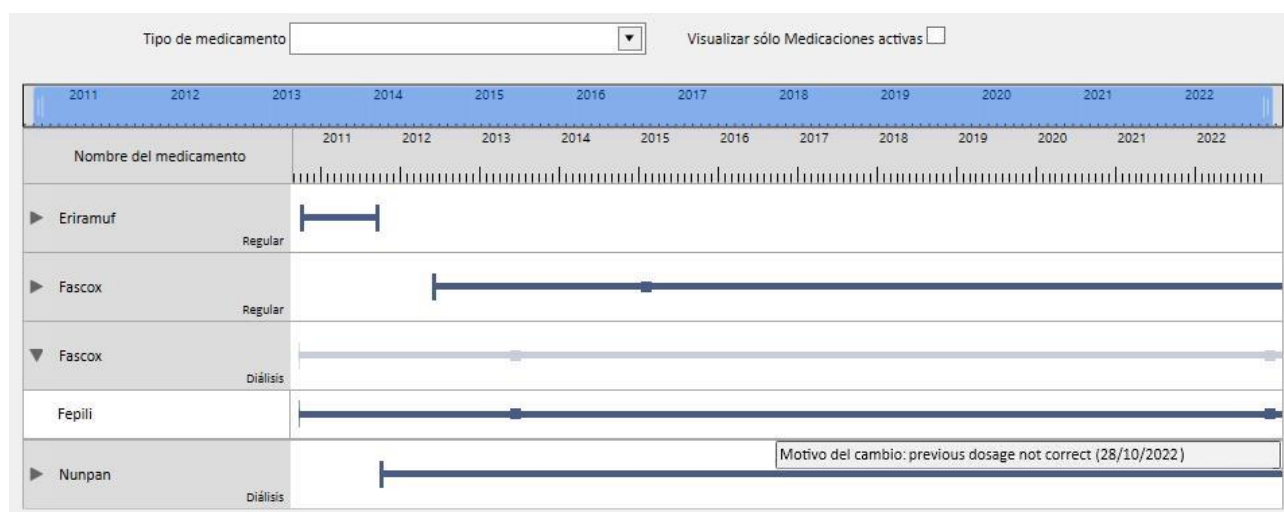 Tipo de medicamento Visualizar sólo Medicaciones activas
2011 2012 2013 2014 2015 2016 2017 2018 2019 2020 2021 2022
Nombre del medicamento 2011 2012 2013 2014 2015 2016 2017 2018 2019 2020 2021 2022
Eriramuf
Regular
Fascox
Regular
Fascox
Diálisis
Fepili
Motivo del cambio: previous dosage not correct (28/10/2022)
Nunpan
Diálisis